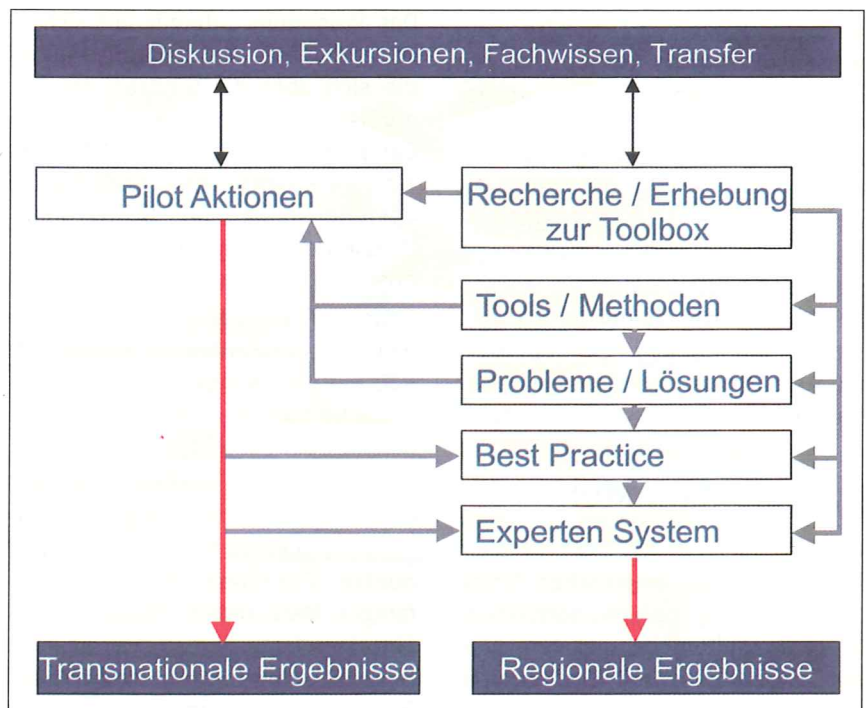 Diskussion, Exkursionen, Fachwissen, Transfer
Pilot Aktionen
Recherche / Erhebung
zur Toolbox
Tools / Methoden
Probleme / Lösungen
Best Practice
Experten System
Transnationale Ergebnisse
Regionale Ergebnisse